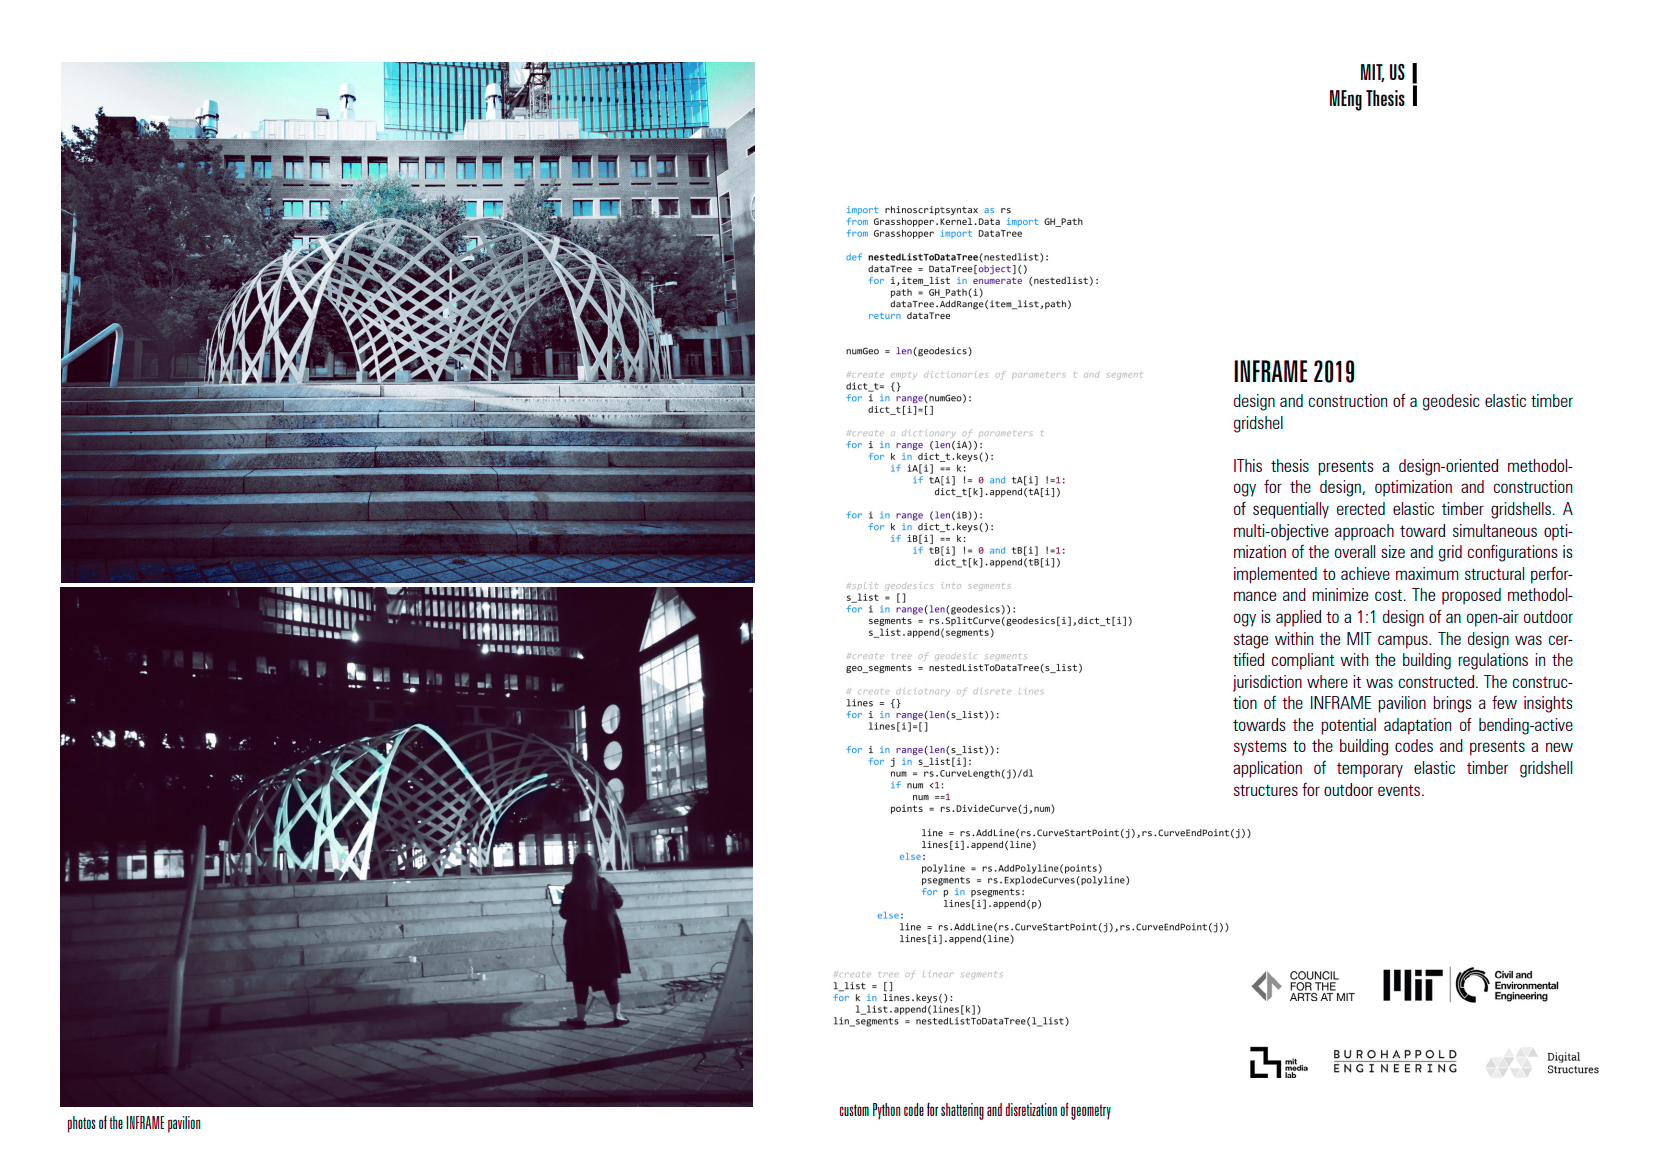 MIT, US
MEng Thesis
import rhinoscriptsyntax as rs
from Grasshopper.Kernel.Data import GH_Path
from Grasshopper import DataTree
def nestedListToDataTree(nestedlist):
dataTree = DataTree[object]()
for i,item_list in enumerate (nestedlist):
path = GH_Path(i)
dataTree.AddRange(item_list,path)
return dataTree
numGeo = len(geodesics)
#create empty dictionaries of parameters t and segment
dict_t= {}
for i in range(numGeo):
dict_t[i]=[]
#create a dictionary of parameters t
for i in range (len(iA)):
for k in dict_t.keys():
if iA[i] == k:
if tA[i] != 0 and tA[i] !=1:
dict_t[k].append(tA[i])
for i in range (len(iB)):
for k in dict_t.keys():
if iB[i] == k:
if tB[i] != 0 and tB[i] !=1:
dict_t[k].append(tB[i])
#split geodesics into segments
s_list = []
for i in range(len(geodesics)):
segments = rs.SplitCurve(geodesics[i],dict_t[i])
s_list.append(segments)
#create tree of geodesic segments
geo_segments = nestedListToDataTree(s_list)
# create diciotnary of disrete lines
lines = {}
for i in range(len(s_list)):
lines[i]=[]
for i in range(len(s_list)):
for j in s_list[i]:
num = rs.CurveLength(j)/dl
if num <1:
num ==1
points = rs.DivideCurve(j,num)
line = rs.AddLine(rs.CurveStartPoint(j),rs.CurveEndPoint(j))
lines[i].append(line)
else:
polyline = rs.AddPolyline(points)
psegments = rs.ExplodeCurves(polyline)
for p in psegments:
lines[i].append(p)
else:
line = rs.AddLine(rs.CurveStartPoint(j),rs.CurveEndPoint(j))
lines[i].append(line)
#create tree of linear segments
l_list = []
for k in lines.keys():
l_list.append(lines[k])
lin_segments = nestedListToDataTree(l_list)
INFRAME 2019
design and construction of a geodesic elastic timber
gridshel
IThis thesis presents a design-oriented methodol-
ogy for the design, optimization and construction
of sequentially erected elastic timber gridshells. A
multi-objective approach toward simultaneous opti-
mization of the overall size and grid configurations is
implemented to achieve maximum structural perfor-
mance and minimize cost. The proposed methodol-
ogy is applied to a 1:1 design of an open-air outdoor
stage within the MIT campus. The design was cer-
tified compliant with the building regulations in the
jurisdiction where it was constructed. The construc-
tion of the INFRAME pavilion brings a few insights
towards the potential adaptation of bending-active
systems to the building codes and presents a new
application of temporary elastic timber gridshell
structures for outdoor events.
COUNCIL
FOR THE
ARTS AT MIT
MIT
Civil and
Environmental
Engineering
mit
media
lab
BUROHAPPOLD
ENGINEERING
Digital
Structures
photos of the INFRAME pavilion
custom Python code for shattering and disretization of geometry